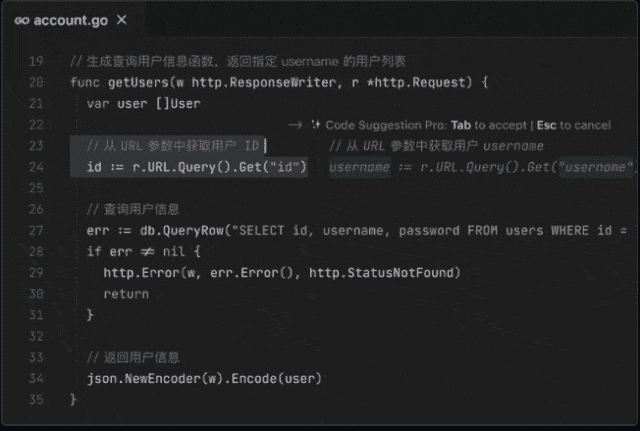 account.go
19 // 生成查询用户信息函数，返回指定 username 的用户列表
20 func getUsers(w http.ResponseWriter, r *http.Request) {
21 var user []User
22 Code Suggestion Pro: Tab to accept | Esc to cancel
23 // 从 URL 参数中获取用户 ID // 从 URL 参数中获取用户 username
24 id := r.URL.Query().Get("id") username := r.URL.Query().Get("username"
25
26 // 查询用户信息
27 err := db.QueryRow("SELECT id, username, password FROM users WHERE id =
28 if err ≠ nil {
29 http.Error(w, err.Error(), http.StatusNotFound)
30 return
31 }
32
33 // 返回用户信息
34 json.NewEncoder(w).Encode(user)
35 }